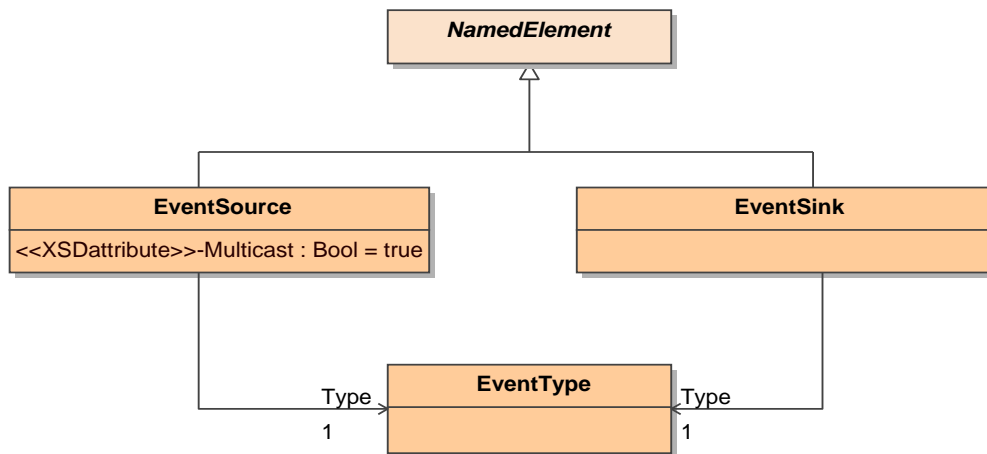 NamedElement
EventSource
EventSink
<<XSDattribute>>-Multicast : Bool = true
EventType
Type
Type
1
1